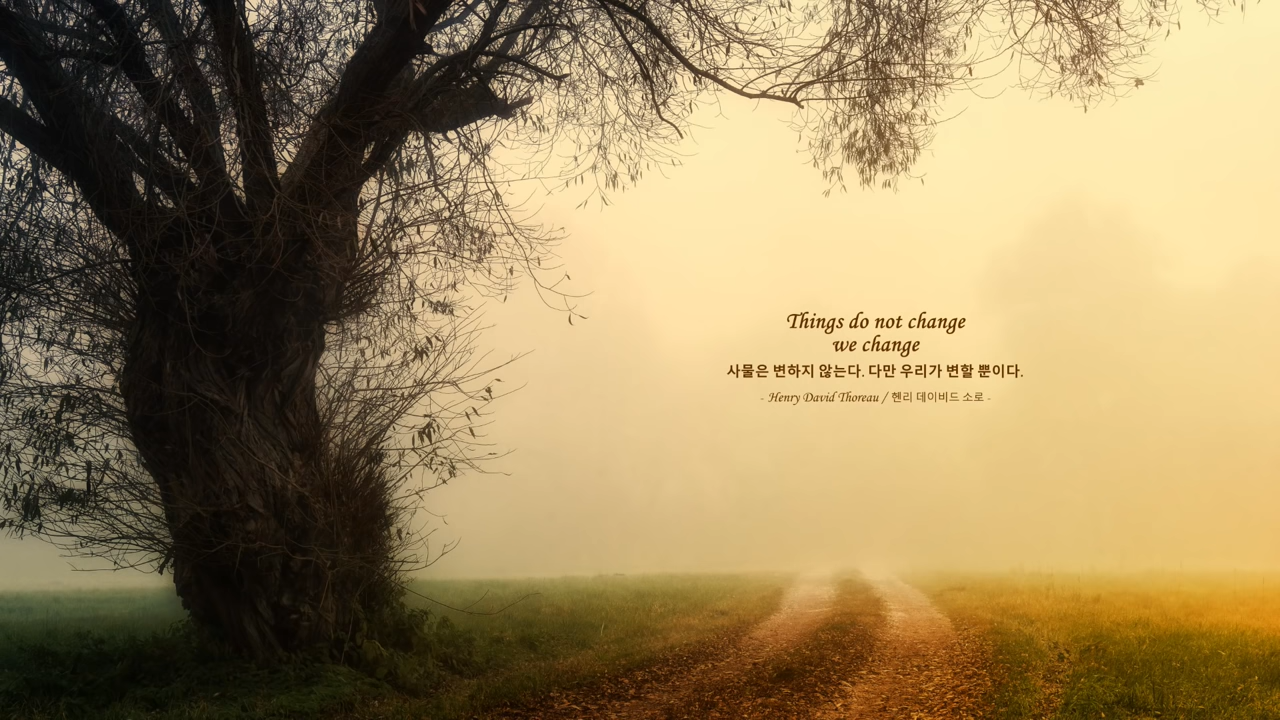 Things do not change
we change
사물은 변하지 않는다. 다만 우리가 변할 뿐이다.
- Henry David Thoreau / 헨리 데이비드 소로 -